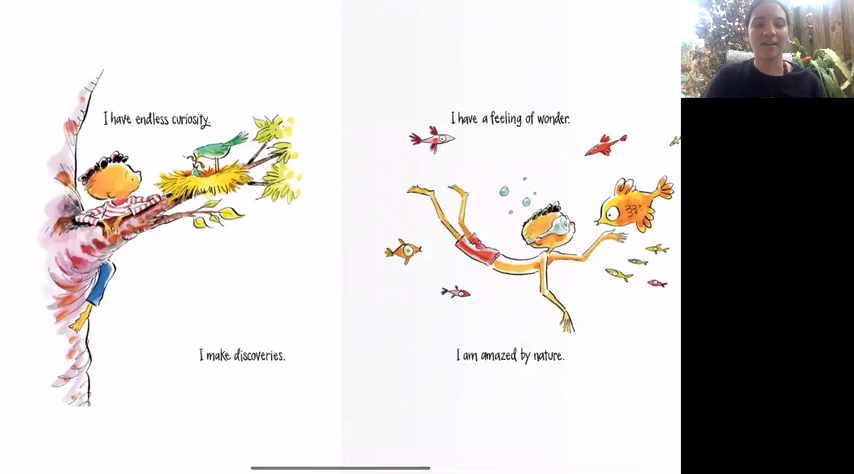 I have endless curiosity.
I make discoveries.
I have a feeling of wonder.
I am amazed by nature.